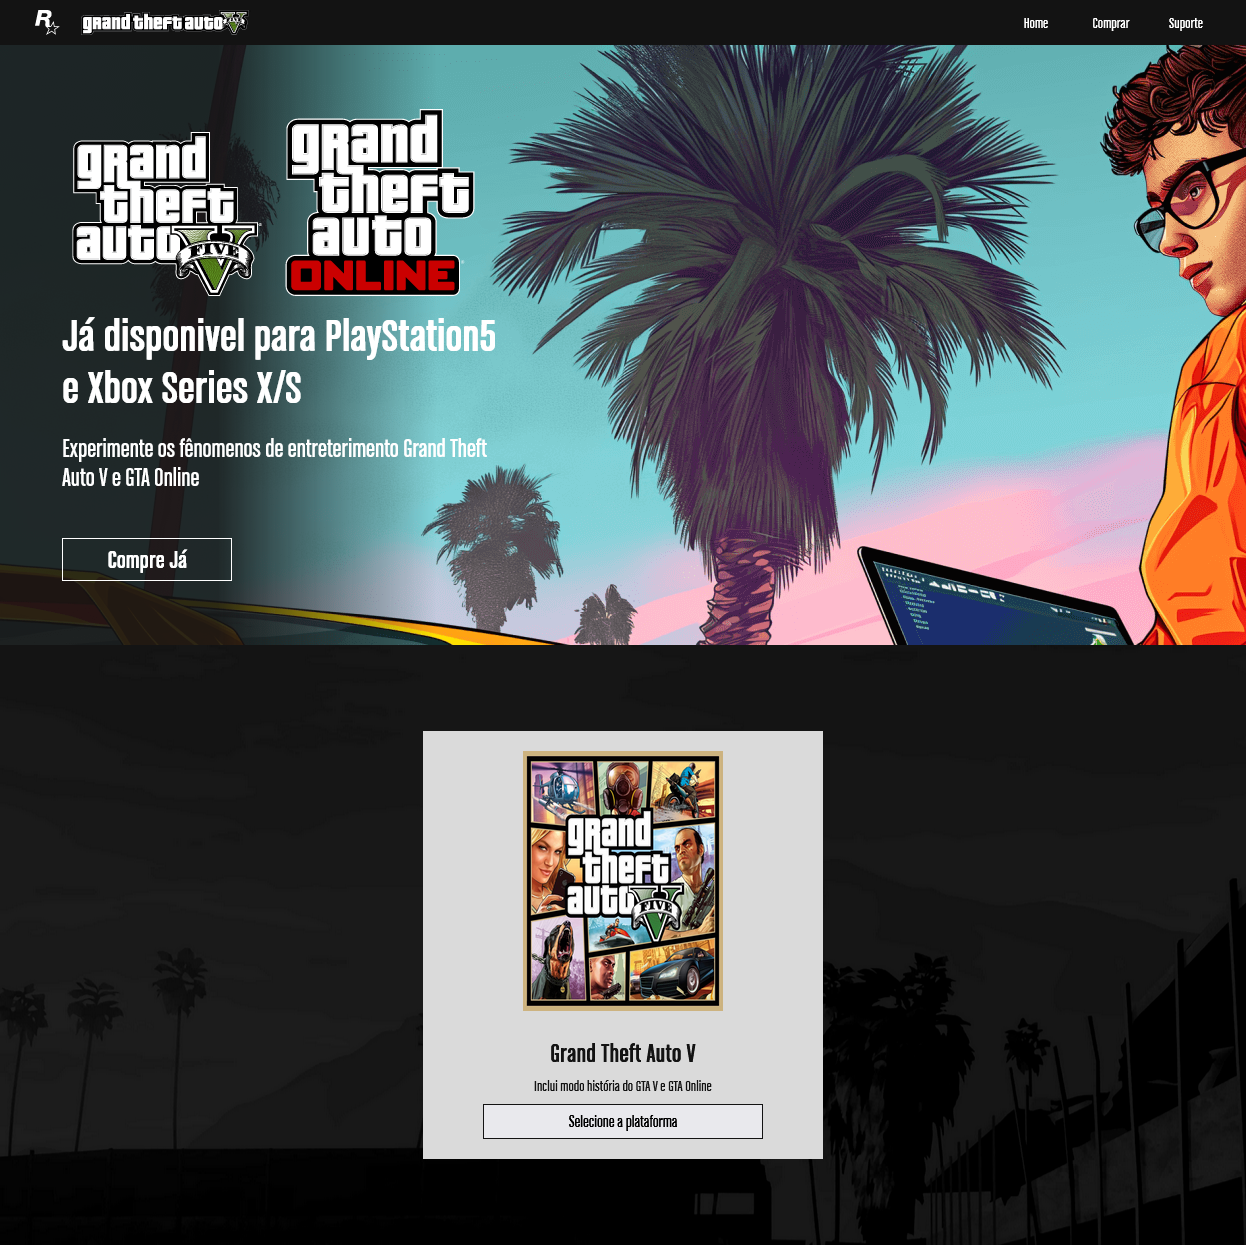 R
grand theft auto V
FIVE
Home
Comprar
Suporte
grand
theft
auto V
FIVE
grand
theft
auto
ONLINE
Já disponivel para PlayStation5
e Xbox Series X/S
Experimente os fênomenos de entreterimento Grand Theft
Auto V e GTA Online
Compre Já
grand
theft
auto V
FIVE
Grand Theft Auto V
Inclui modo história do GTA V e GTA Online
Selecione a plataforma